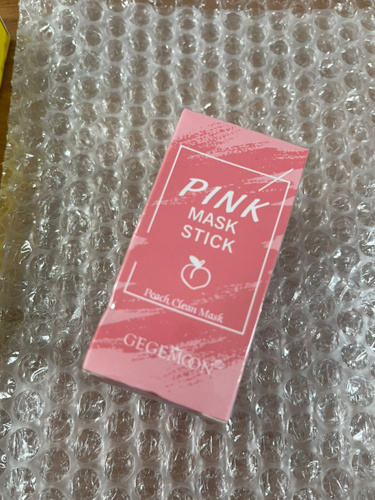 PINK
MASK
STICK
Peach Clean Mask
GEGEMOON